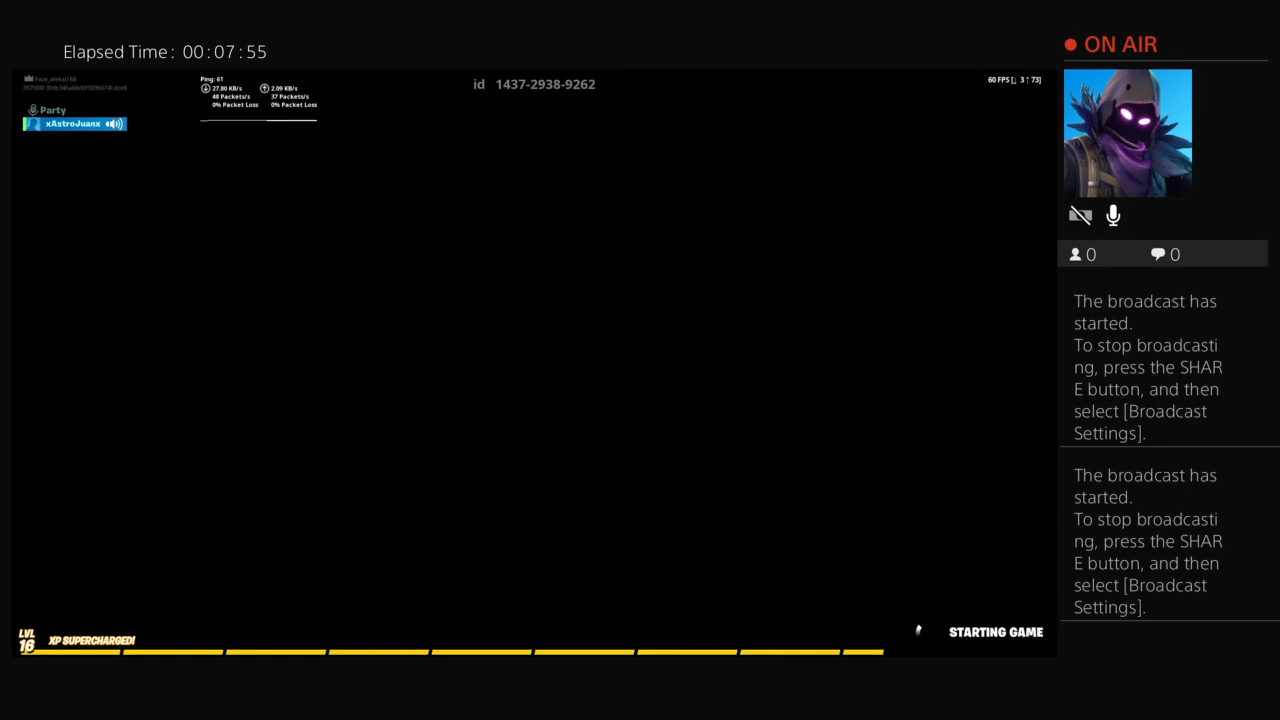 Elapsed Time: 00:07:55
ON AIR
Faze_alekai168
Ping: 61
27.80 KB/s 2.09 KB/s
48 Packets/s 37 Packets/s
0% Packet Loss 0% Packet Loss
id 1437-2938-9262
60 FPS [↓ 3 ↑ 73]
Party
xAstroJuanx
0 0
The broadcast has
started.
To stop broadcasti
ng, press the SHAR
E button, and then
select [Broadcast
Settings].
The broadcast has
started.
To stop broadcasti
ng, press the SHAR
E button, and then
select [Broadcast
Settings].
LVL
16
XP SUPERCHARGED!
STARTING GAME